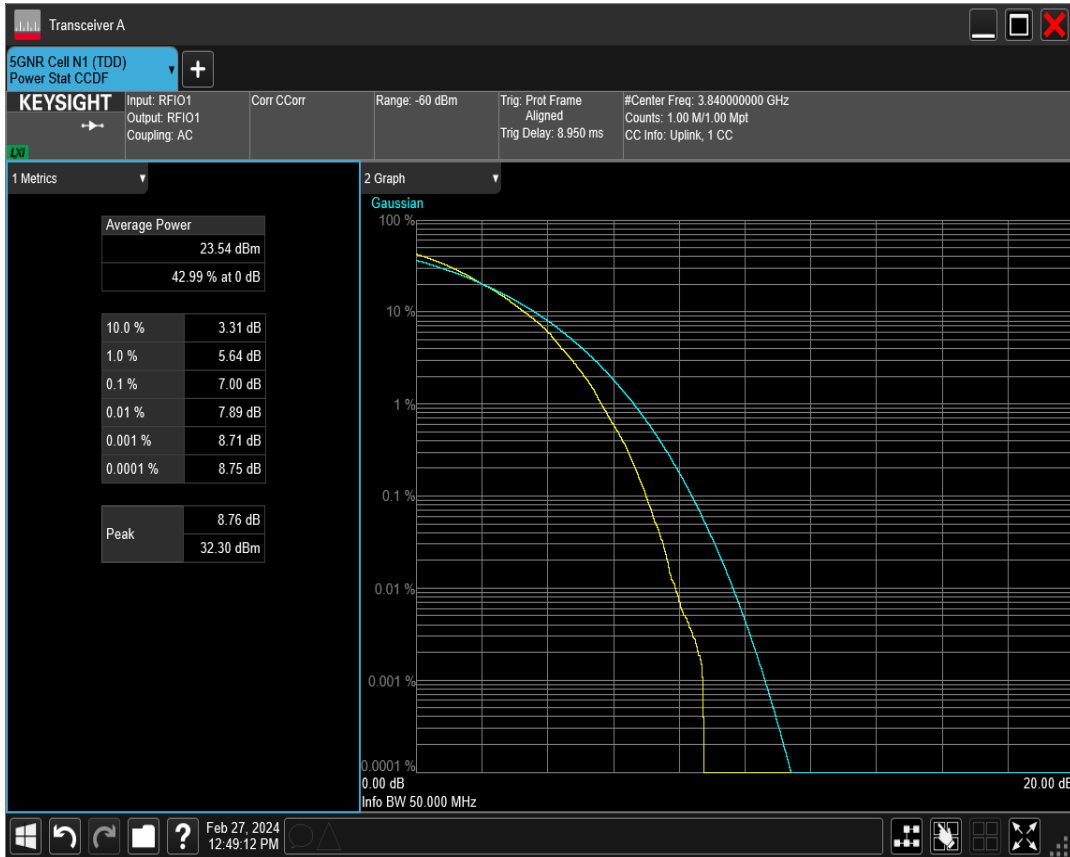 Transceiver A
5GNR Cell N1 (TDD)
Power Stat CCDF
KEYSIGHT
LXI
Input: RFIO1
Output: RFIO1
Coupling: AC
Corr CCorr
Range: -60 dBm
Trig: Prot Frame
Aligned
Trig Delay: 8.950 ms
#Center Freq: 3.840000000 GHz
Counts: 1.00 M/1.00 Mpt
CC Info: Uplink, 1 CC
1 Metrics
Average Power
23.54 dBm
42.99 % at 0 dB
10.0 % 3.31 dB
1.0 % 5.64 dB
0.1 % 7.00 dB
0.01 % 7.89 dB
0.001 % 8.71 dB
0.0001 % 8.75 dB
Peak 8.76 dB
32.30 dBm
2 Graph
Gaussian
100 %
10 %
1 %
0.1 %
0.01 %
0.001 %
0.0001 %
0.00 dB 20.00 dB
Info BW 50.000 MHz
?
Feb 27, 2024
12:49:12 PM